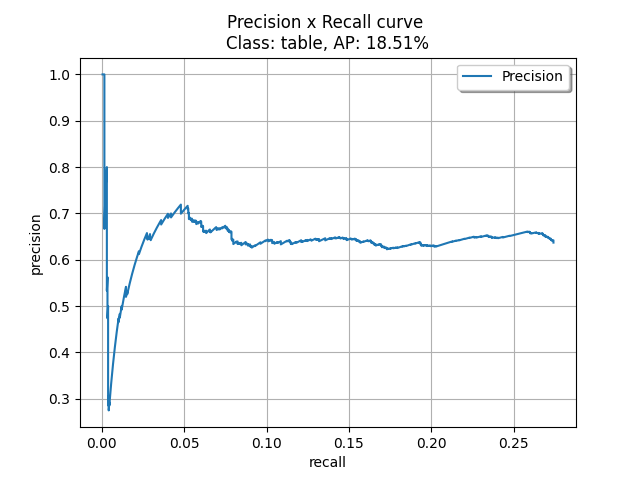 Precision x Recall curve
Class: table, AP: 18.51%
Precision
1.0
0.9
0.8
0.7
0.6
0.5
0.4
0.3
precision
0.00 0.05 0.10 0.15 0.20 0.25
recall